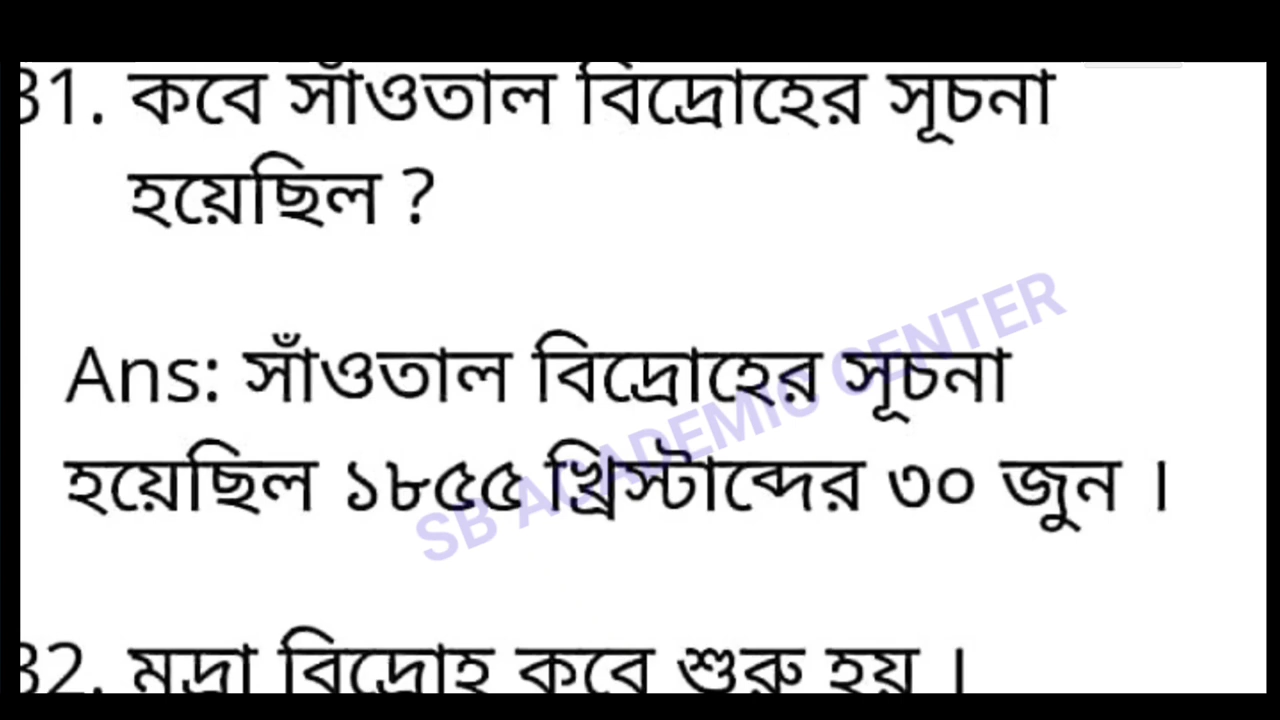 31. কবে সাঁওতাল বিদ্রোহের সূচনা
হয়েছিল ?
Ans: সাঁওতাল বিদ্রোহের সূচনা
হয়েছিল ১৮৫৫ খ্রিস্টাব্দের ৩০ জুন ।
SB ACADEMIC CENTER
32. বিদ্রোহ কবে শুরু হয় ।